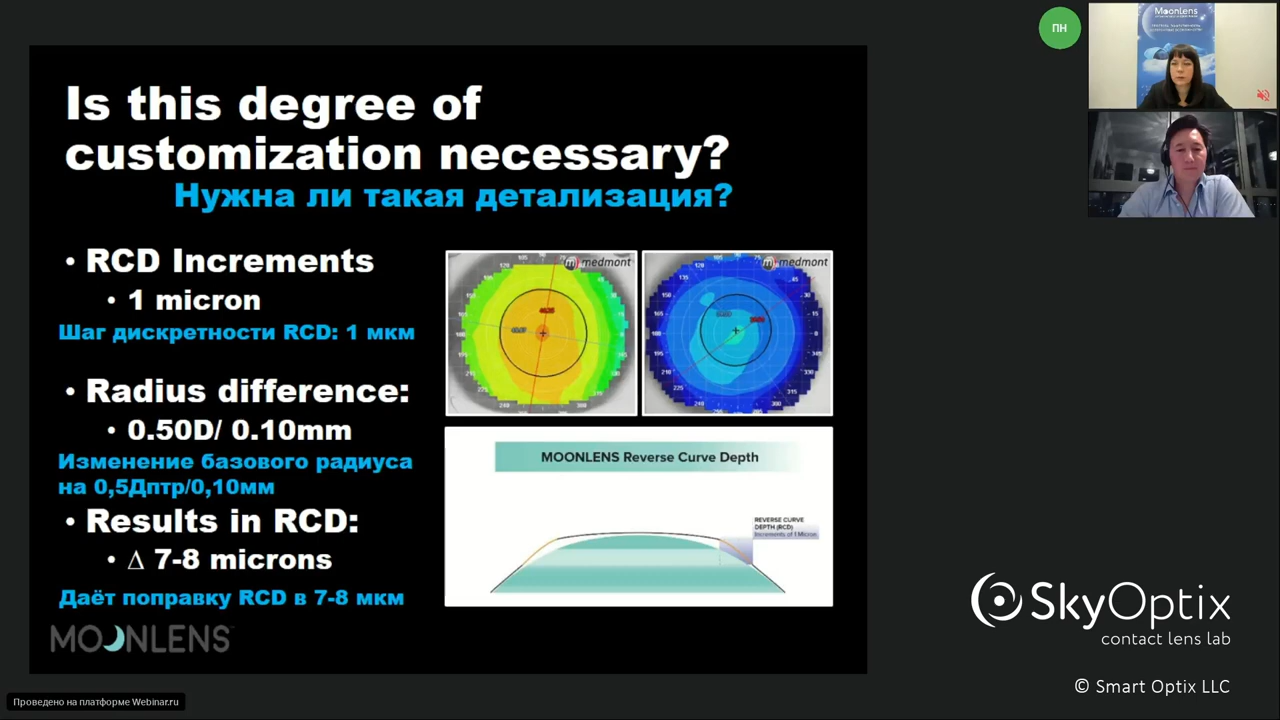 Is this degree of
customization necessary?
Нужна ли такая детализация?
• RCD Increments
• 1 micron
Шаг дискретности RCD: 1 мкм
• Radius difference:
• 0.50D/ 0.10mm
Изменение базового радиуса
на 0,5Дптр/0,10мм
• Results in RCD:
• Δ 7-8 microns
Даёт поправку RCD в 7-8 мкм
MOONLENS
medmont
medmont
MOONLENS Reverse Curve Depth
REVERSE CURVE
DEPTH (RCD)
Increments of 1 Micron
ПН
MoonLens
SkyOptix
contact lens lab
© Smart Optix LLC
Проведено на платформе Webinar.ru